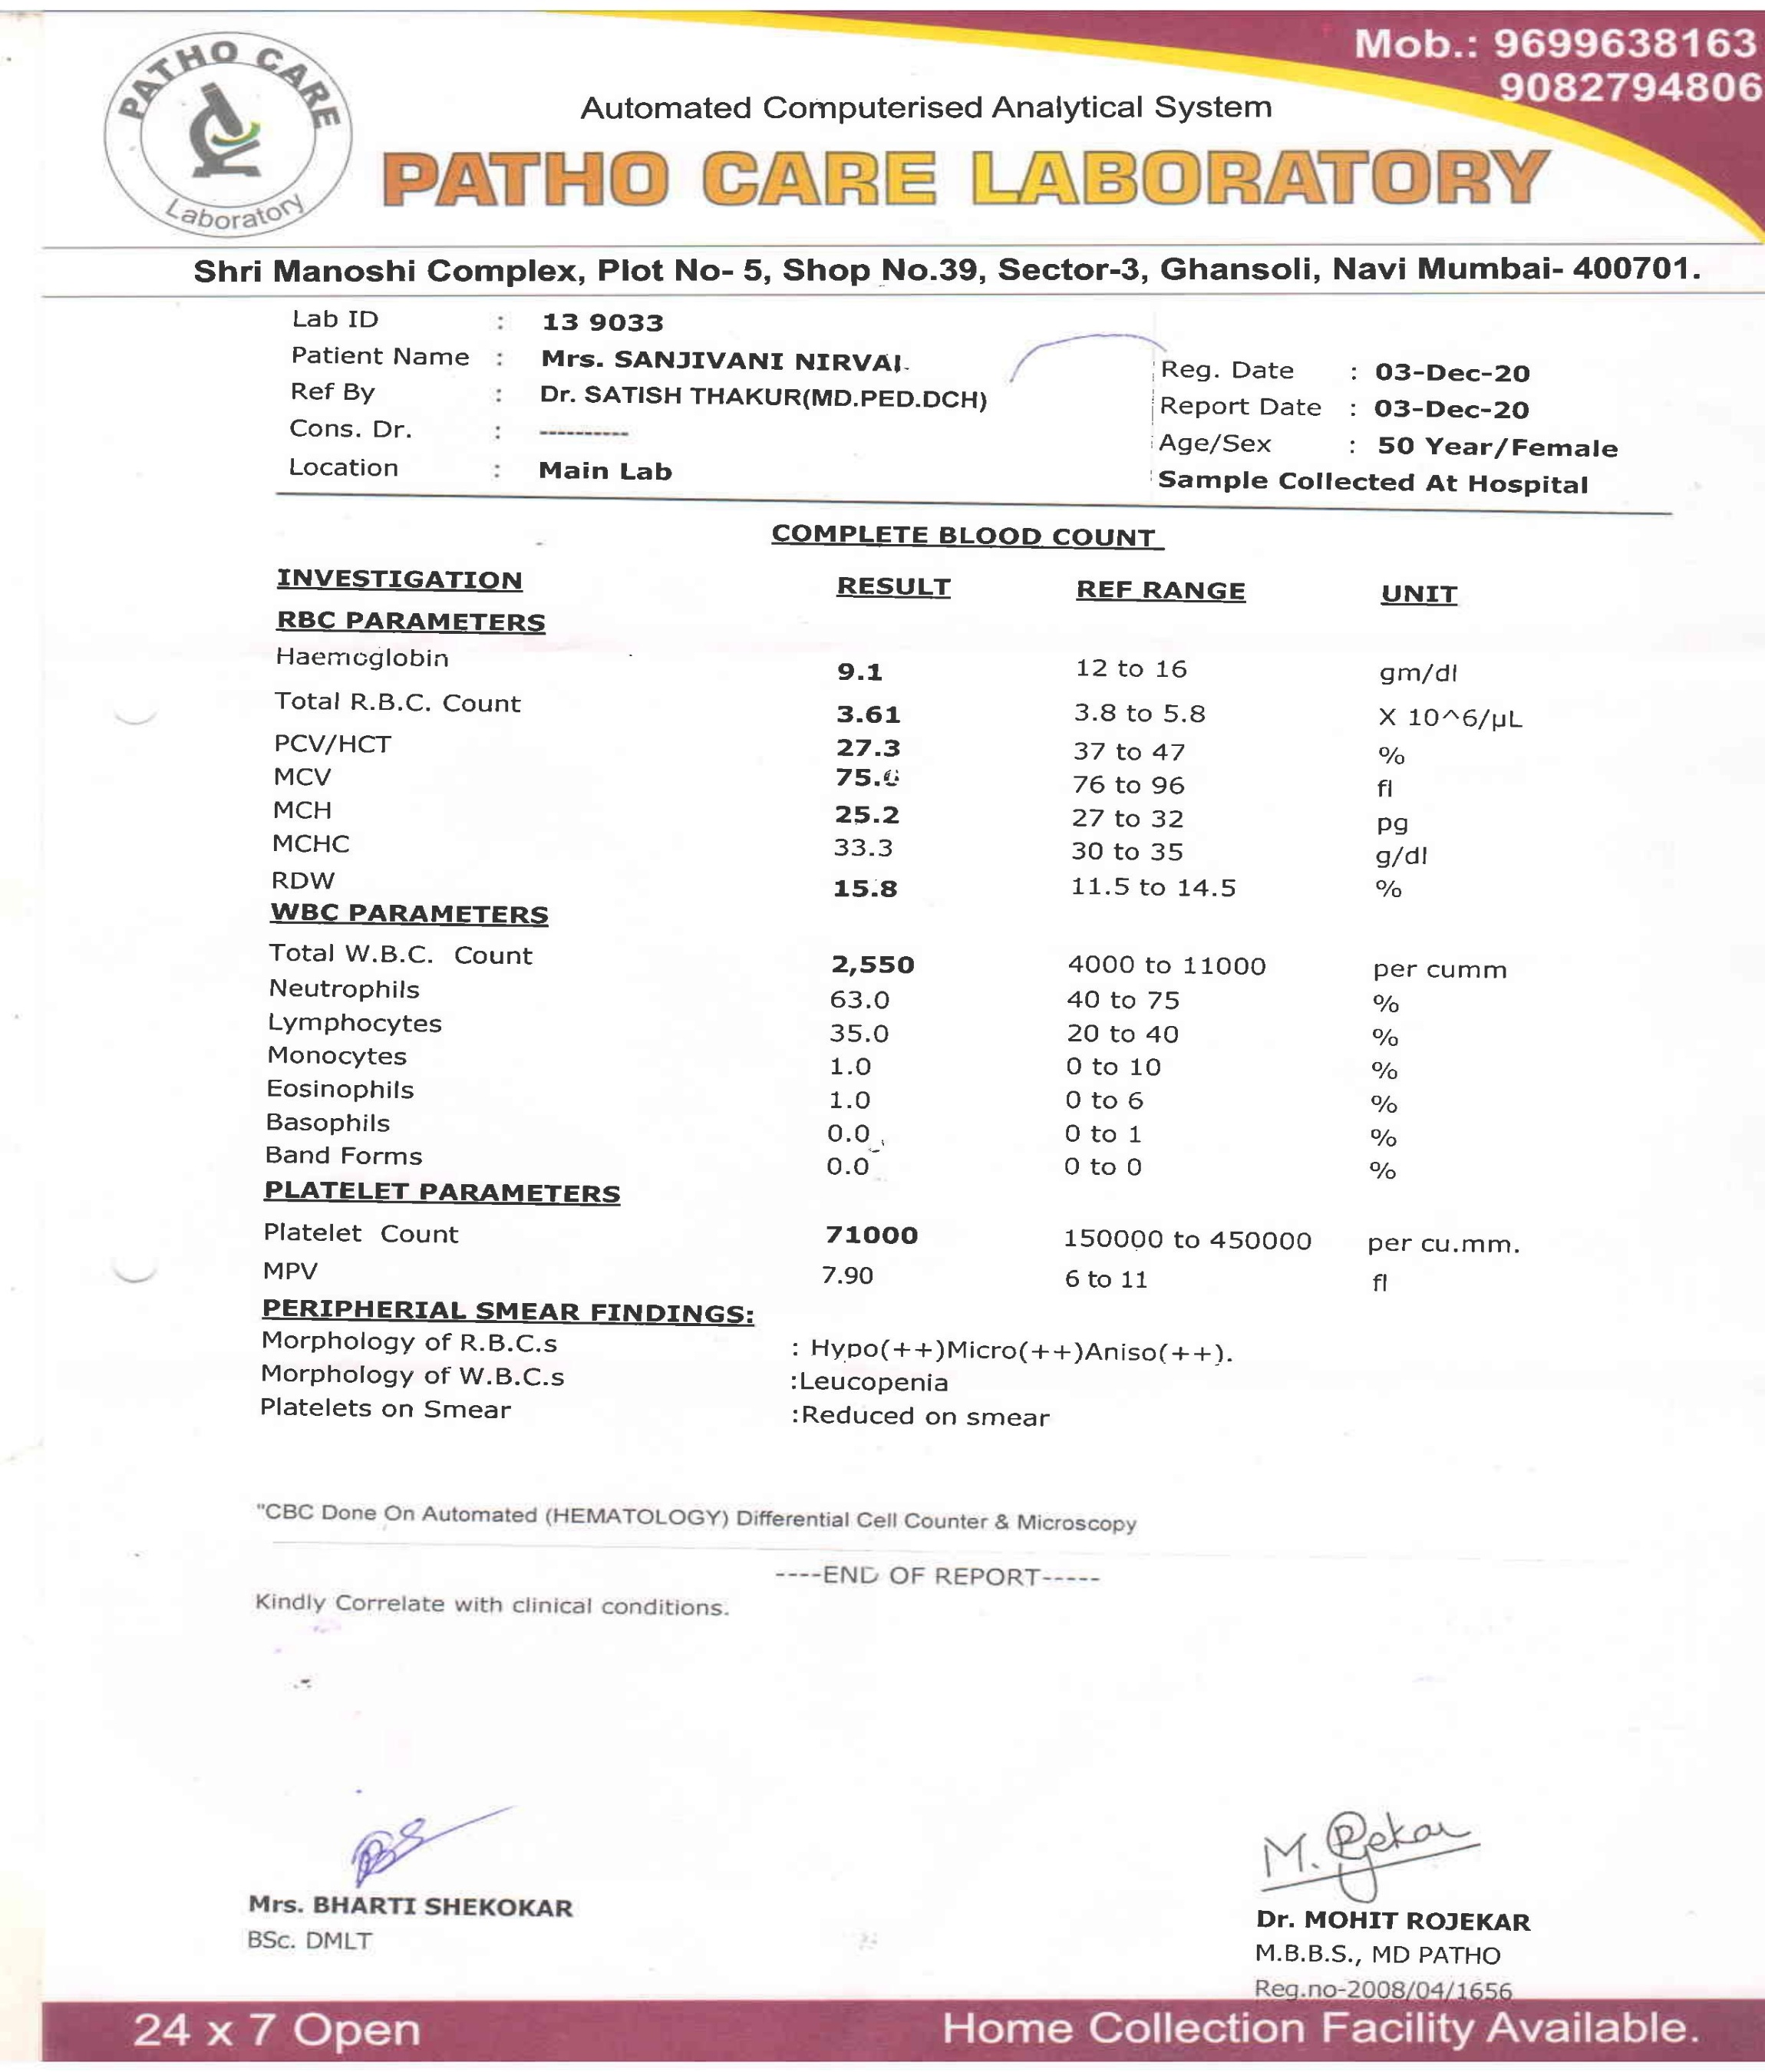 PATHO CARE
Laboratory
Mob.: 9699638163
9082794806
Automated Computerised Analytical System
PATHO CARE LABORATORY
Shri Manoshi Complex, Plot No- 5, Shop No.39, Sector-3, Ghansoli, Navi Mumbai- 400701.
Lab ID : 13 9033
Patient Name : Mrs. SANJIVANI
Ref By : Dr. SATISH THAKUR(MD.PED.DCH)
Cons. Dr. : ----------
Location : Main Lab
Reg. Date : 03-Dec-20
Report Date : 03-Dec-20
Age/Sex : 50 Year/Female
Sample Collected At Hospital
COMPLETE BLOOD COUNT
INVESTIGATION RESULT REF RANGE UNIT
RBC PARAMETERS
Haemoglobin 9.1 12 to 16 gm/dl
Total R.B.C. Count 3.61 3.8 to 5.8 X 10^6/µL
PCV/HCT 27.3 37 to 47 %
MCV 76 to 96 fl
MCH 25.2 27 to 32 pg
MCHC 33.3 30 to 35 g/dl
RDW 15.8 11.5 to 14.5 %
WBC PARAMETERS
Total W.B.C. Count 2,550 4000 to 11000 per cumm
Neutrophils 63.0 40 to 75 %
Lymphocytes 35.0 20 to 40 %
Monocytes 1.0 0 to 10 %
Eosinophils 1.0 0 to 6 %
Basophils 0.0 0 to 1 %
Band Forms 0.0 0 to 0 %
PLATELET PARAMETERS
Platelet Count 71000 150000 to 450000 per cu.mm.
MPV 7.90 6 to 11 fl
PERIPHERIAL SMEAR FINDINGS:
Morphology of R.B.C.s : Hypo(++)Micro(++)Aniso(++).
Morphology of W.B.C.s :Leucopenia
Platelets on Smear :Reduced on smear
"CBC Done On Automated (HEMATOLOGY) Differential Cell Counter & Microscopy
----END OF REPORT-----
Kindly Correlate with clinical conditions.
BS
Mrs. BHARTI SHEKOKAR
BSc. DMLT
M. Rojekar
Dr. MOHIT ROJEKAR
M.B.B.S., MD PATHO
Reg.no-2008/04/1656
24 x 7 Open
Home Collection Facility Available.